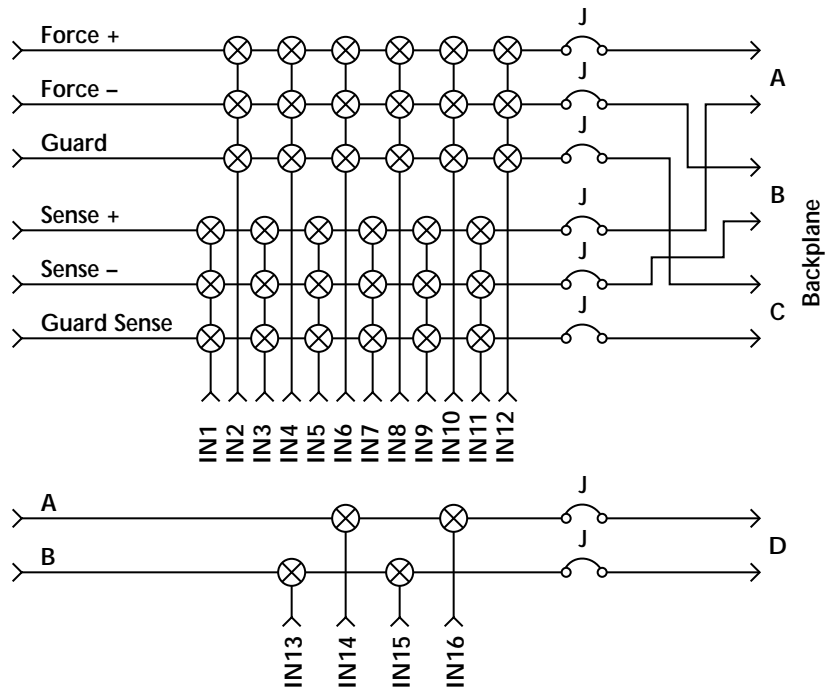 J
Force +
A
J
Force –
J
Guard
B
J
Sense +
J
Sense –
Backplane
J
Guard Sense
C
IN1
IN2
IN3
IN4
IN5
IN6
IN7
IN8
IN9
IN10
IN11
IN12
J
A
J
D
B
IN13
IN14
IN15
IN16